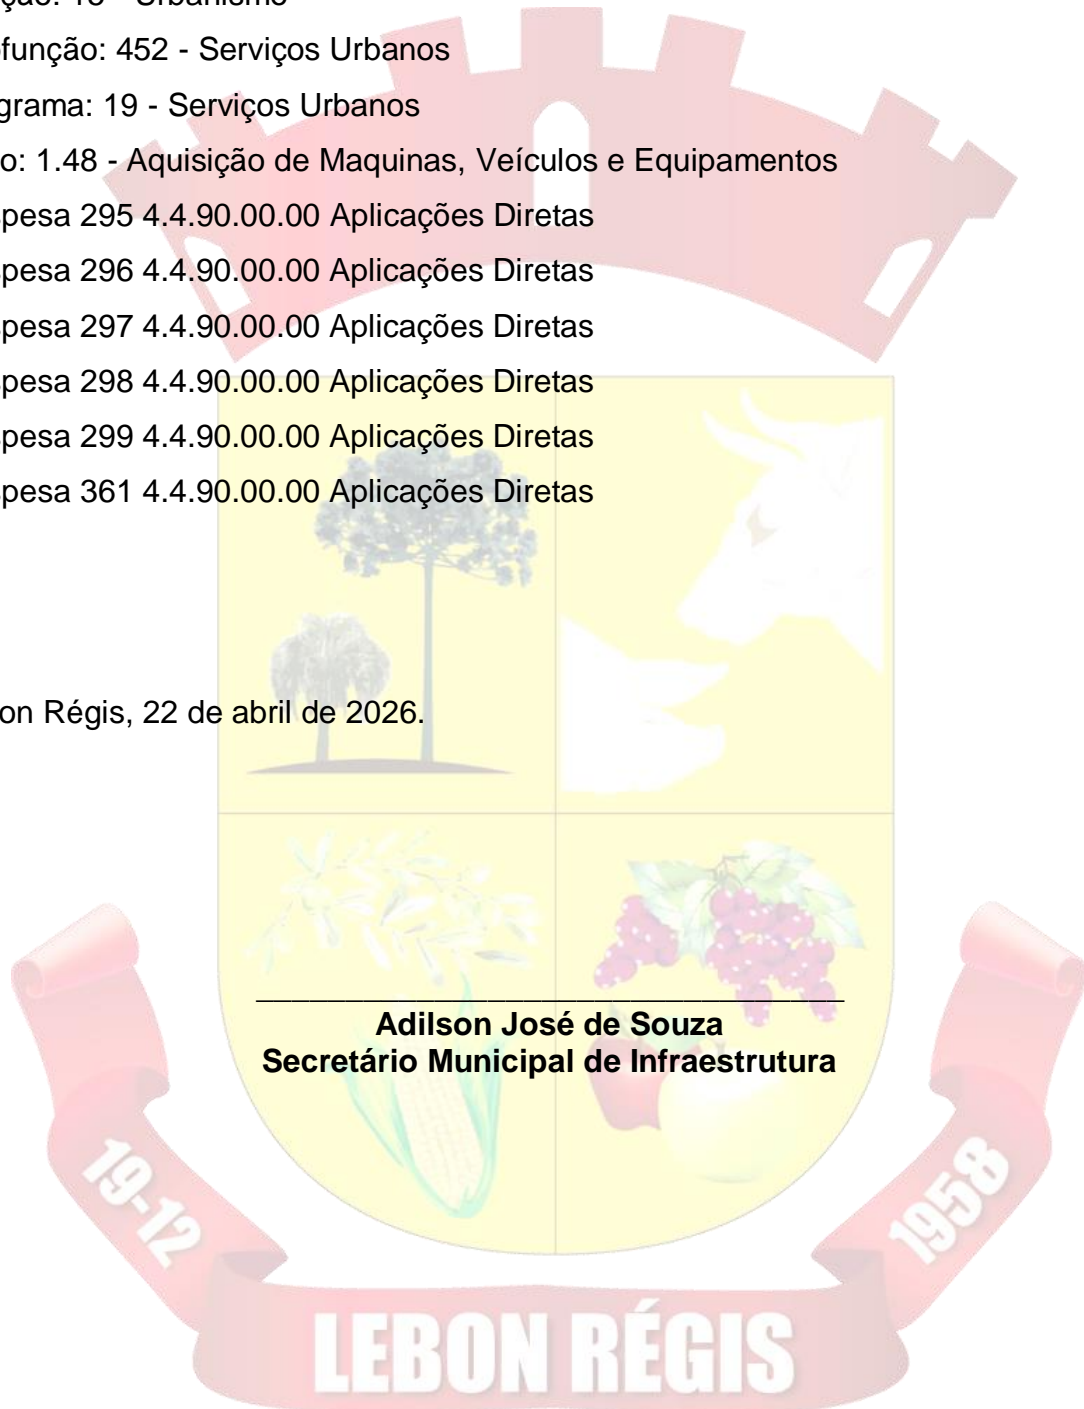 ção: 15 - Urbanismo
função: 452 - Serviços Urbanos
grama: 19 - Serviços Urbanos
o: 1.48 - Aquisição de Maquinas, Veículos e Equipamentos
pesa 295 4.4.90.00.00 Aplicações Diretas
pesa 296 4.4.90.00.00 Aplicações Diretas
pesa 297 4.4.90.00.00 Aplicações Diretas
pesa 298 4.4.90.00.00 Aplicações Diretas
pesa 299 4.4.90.00.00 Aplicações Diretas
pesa 361 4.4.90.00.00 Aplicações Diretas
on Régis, 22 de abril de 2026.
Adilson José de Souza
Secretário Municipal de Infraestrutura
19-12
1958
LEBON RÉGIS